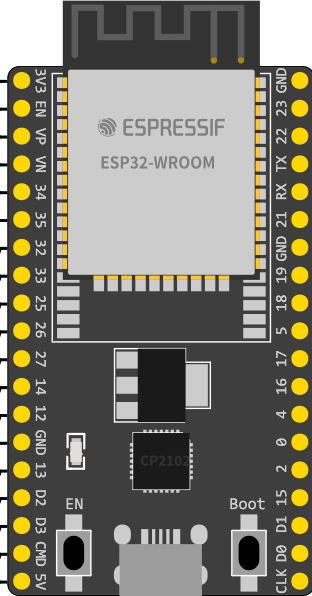 3V3
EN
VP
VN
34
35
32
33
25
26
27
14
12
GND
13
D2
D3
CMD
5V
ESPRESSIF
ESP32-WROOM
CP2102
EN
Boot
GND
23
22
TX
RX
21
GND
19
18
5
17
16
4
0
2
15
D1
D0
CLK